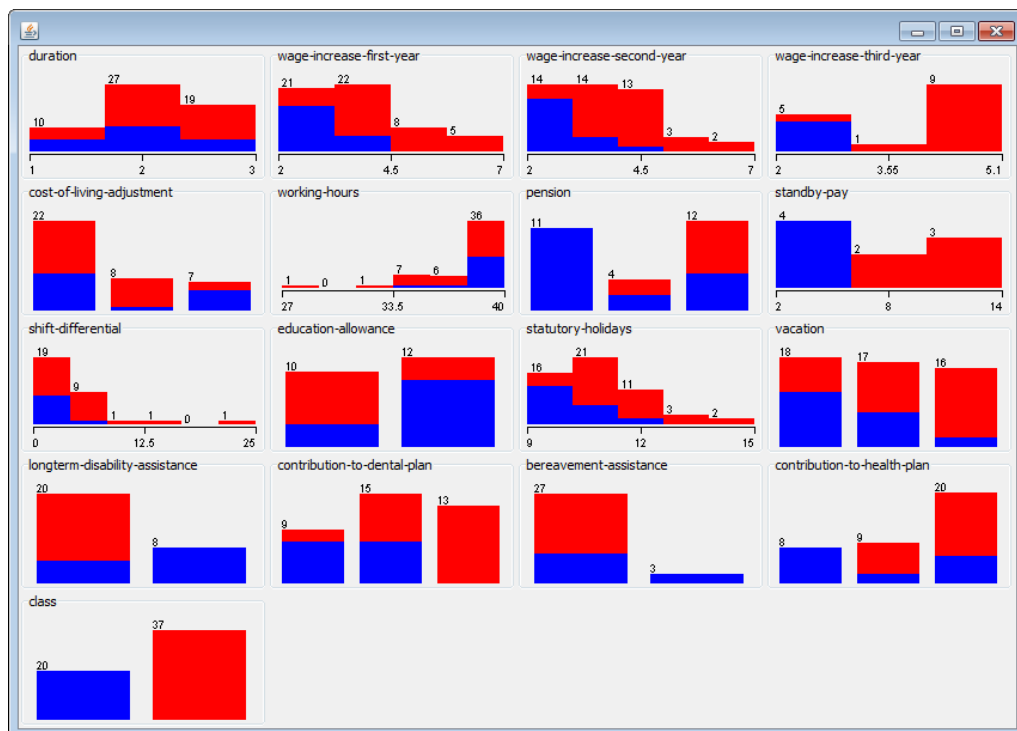 duration
10
27
19
1 2 3
wage-increase-first-year
21
22
8
5
2 4.5 7
wage-increase-second-year
14 14
13
3
2
2 4.5 7
wage-increase-third-year
5
1
9
2 3.55 5.1
cost-of-living-adjustment
22
8
7
working-hours
1 0 1
7 6
36
27 33.5 40
pension
11
4
12
standby-pay
4
2
3
2 8 14
shift-differential
19
9
1 1 0 1
0 12.5 25
education-allowance
10
12
statutory-holidays
16
21
11
3
2
9 12 15
vacation
18
17
16
longterm-disability-assistance
20
8
contribution-to-dental-plan
9
15
13
bereavement-assistance
27
3
contribution-to-health-plan
8
9
20
class
20
37